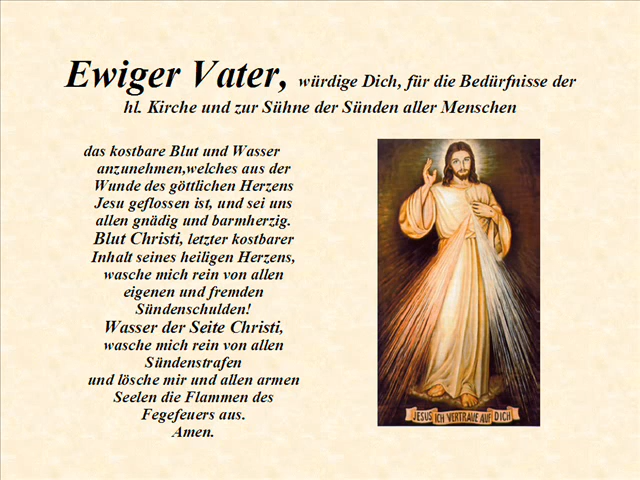 Ewiger Vater, würdige Dich, für die Bedürfnisse der
hl. Kirche und zur Sühne der Sünden aller Menschen
das kostbare Blut und Wasser
anzunehmen,welches aus der
Wunde des göttlichen Herzens
Jesu geflossen ist, und sei uns
allen gnädig und barmherzig.
Blut Christi, letzter kostbarer
Inhalt seines heiligen Herzens,
wasche mich rein von allen
eigenen und fremden
Sündenschulden!
Wasser der Seite Christi,
wasche mich rein von allen
Sündenstrafen
und lösche mir und allen armen
Seelen die Flammen des
Fegefeuers aus.
Amen.
JESUS ICH VERTRAUE AUF DICH